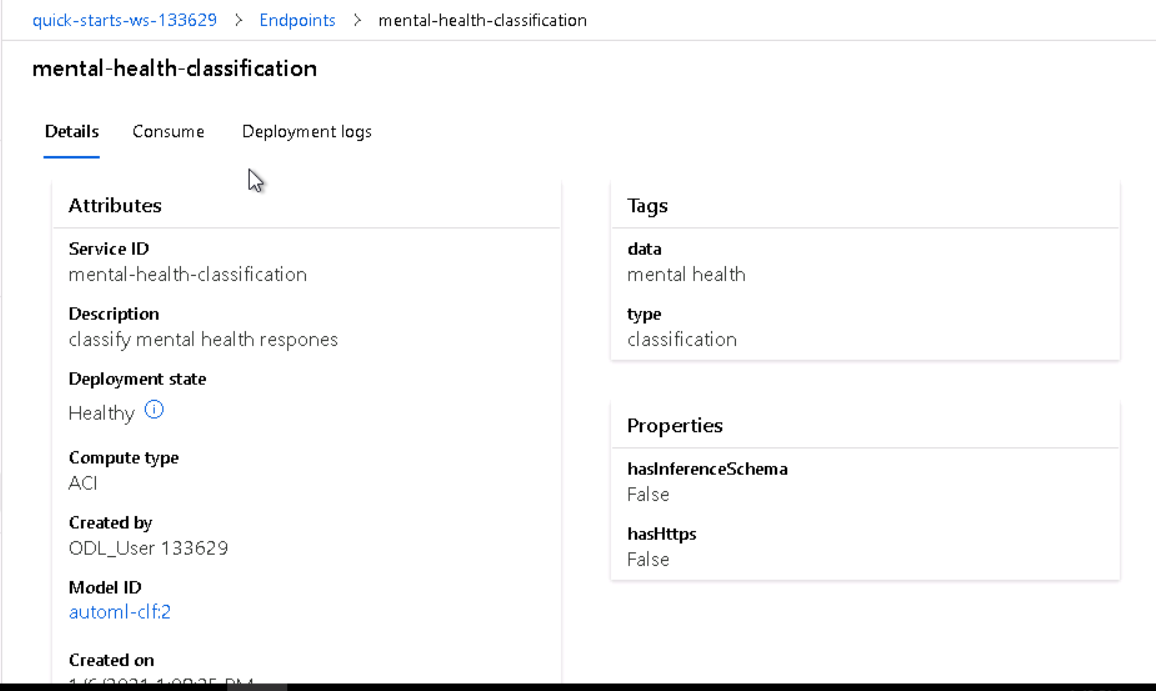 quick-starts-ws-133629 > Endpoints > mental-health-classification
mental-health-classification
Details Consume Deployment logs
Attributes
Service ID
mental-health-classification
Description
classify mental health respones
Deployment state
Healthy
Compute type
ACI
Created by
ODL_User 133629
Model ID
automl-clf:2
Created on
Tags
data
mental health
type
classification
Properties
hasInferenceSchema
False
hasHttps
False